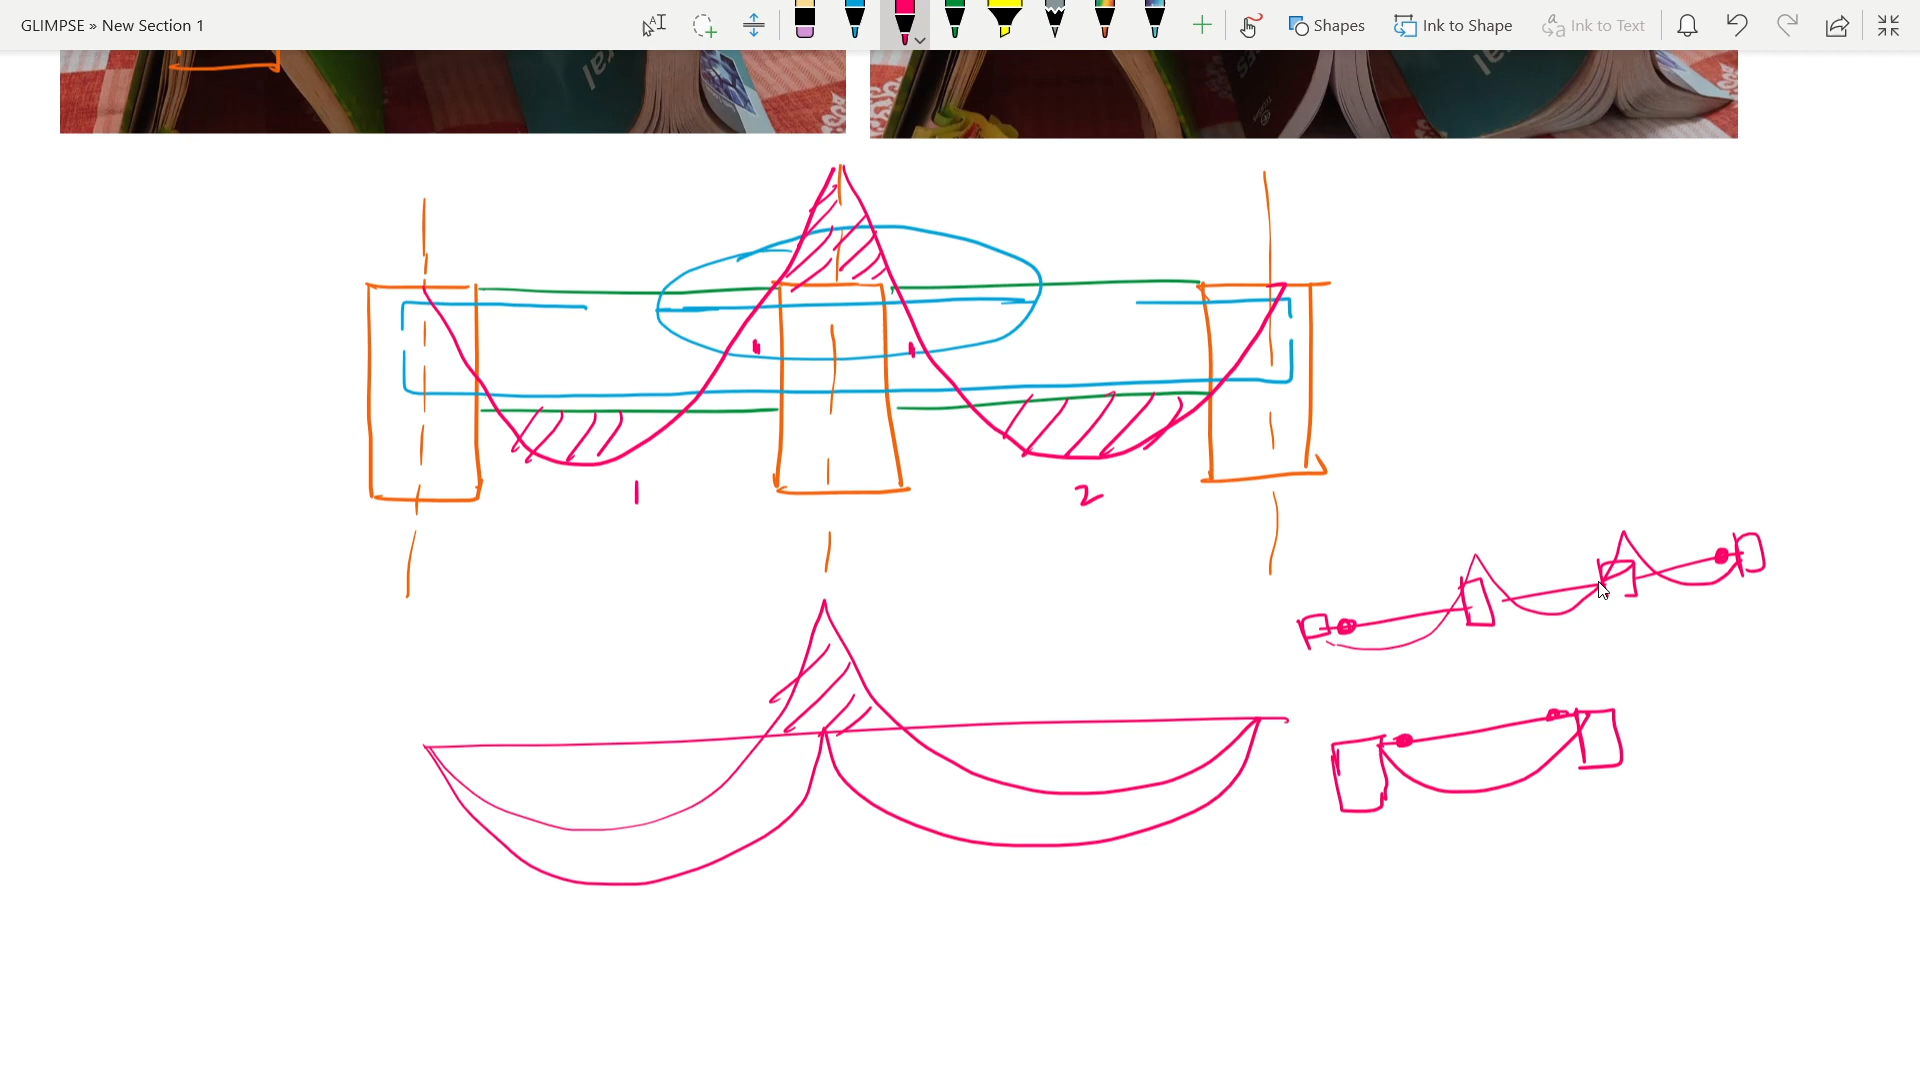 GLIMPSE » New Section 1
Shapes
Ink to Shape
Ink to Text
1
2